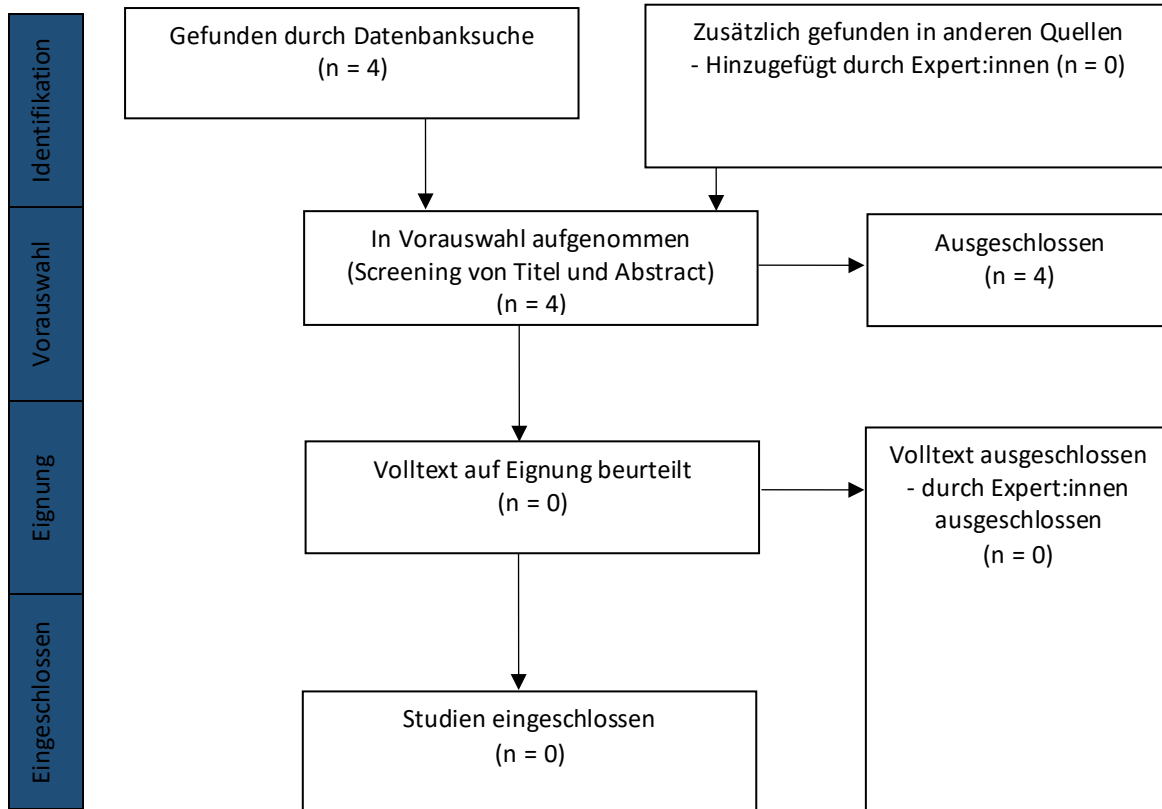 Identifikation
Gefunden durch Datenbanksuche
(n = 4)
Zusätzlich gefunden in anderen Quellen
- Hinzugefügt durch Expert:innen (n = 0)
Vorauswahl
In Vorauswahl aufgenommen
(Screening von Titel und Abstract)
(n = 4)
Ausgeschlossen
(n = 4)
Eignung
Volltext auf Eignung beurteilt
(n = 0)
Volltext ausgeschlossen
- durch Expert:innen
ausgeschlossen
(n = 0)
Eingeschlossen
Studien eingeschlossen
(n = 0)